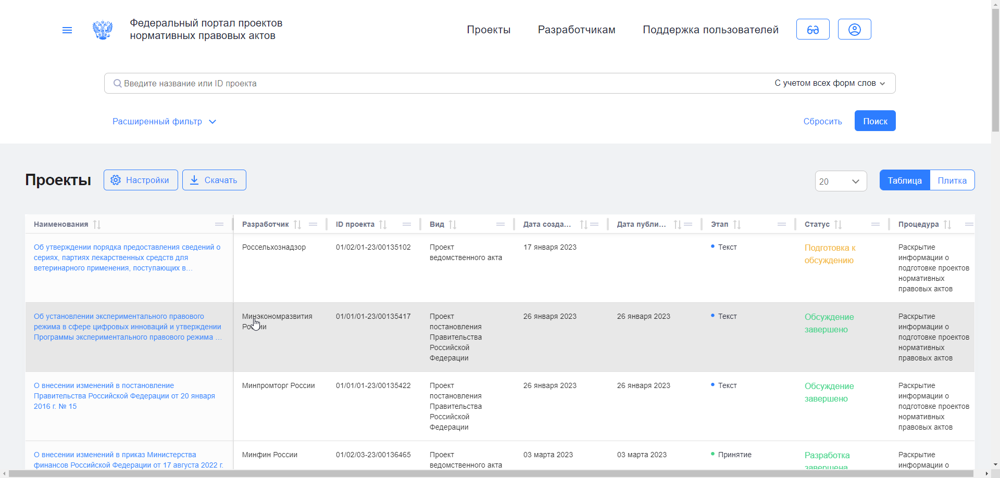 Федеральный портал проектов
нормативных правовых актов
Проекты
Разработчикам
Поддержка пользователей
Введите название или ID проекта
С учетом всех форм слов
Расширенный фильтр
Сбросить
Поиск
Проекты
Настройки
Скачать
20
Таблица
Плитка
Наименования
Разработчик
ID проекта
Вид
Дата созда...
Дата публи...
Этап
Статус
Процедура
Об утверждении порядка предоставления сведений о
сериях, партиях лекарственных средств для
ветеринарного применения, поступающих в...
Россельхознадзор
01/02/01-23/00135102
Проект
ведомственного акта
17 января 2023
Текст
Подготовка к
обсуждению
Раскрытие
информации о
подготовке проектов
нормативных
правовых актов
Об установлении экспериментального правового
режима в сфере цифровых инноваций и утверждении
Программы экспериментального правового режима ...
Минэкономразвития
России
01/01/01-23/00135417
Проект
постановления
Правительства
Российской
Федерации
26 января 2023
26 января 2023
Текст
Обсуждение
завершено
Раскрытие
информации о
подготовке проектов
нормативных
правовых актов
О внесении изменений в постановление
Правительства Российской Федерации от 20 января
2016 г. № 15
Минпромторг России
01/01/01-23/00135422
Проект
постановления
Правительства
Российской
Федерации
26 января 2023
26 января 2023
Текст
Обсуждение
завершено
Раскрытие
информации о
подготовке проектов
нормативных
правовых актов
О внесении изменений в приказ Министерства
финансов Российской Федерации от 17 августа 2022 г.
Минфин России
01/02/03-23/00136465
Проект
ведомственного акта
03 марта 2023
03 марта 2023
Принятие
Разработка
завершена
Раскрытие
информации о